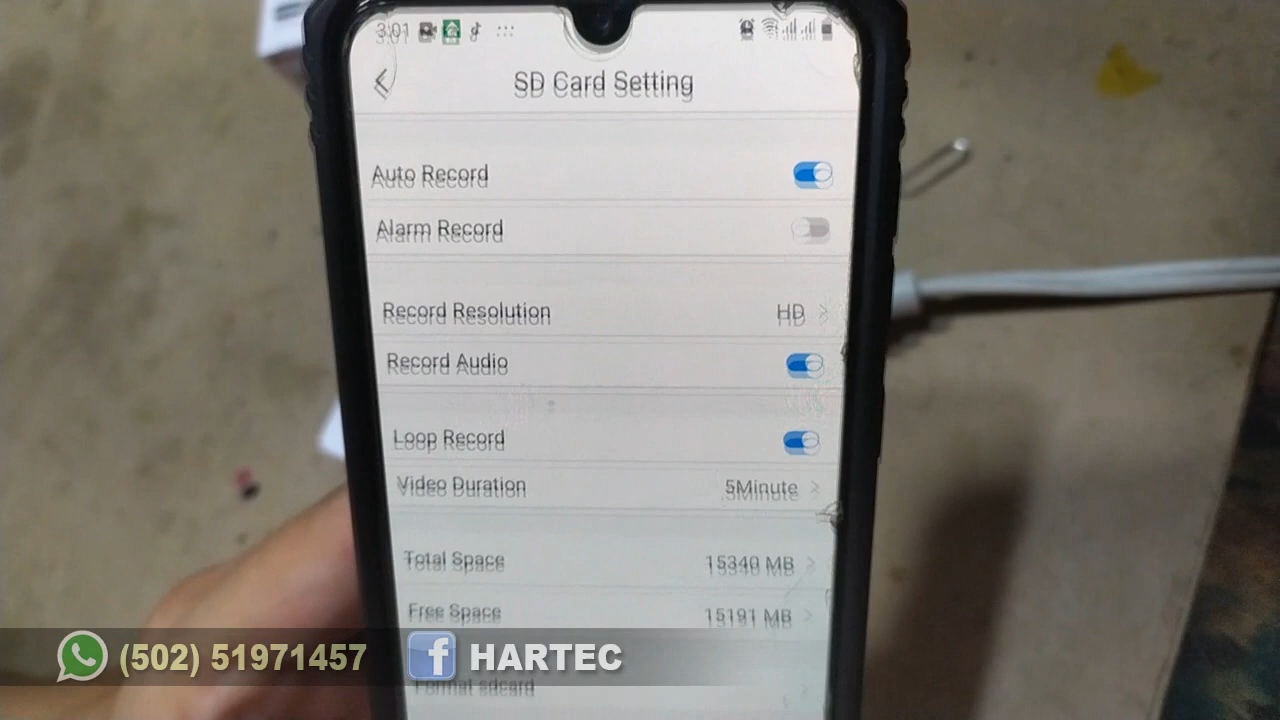 3:01
SD Card Setting
Auto Record
Alarm Record
Record Resolution HD
Record Audio
Loop Record
Video Duration 5Minute
Total Space 15340 MB
Free Space 15191 MB
(502) 51971457 f HARTEC
Format sdcard